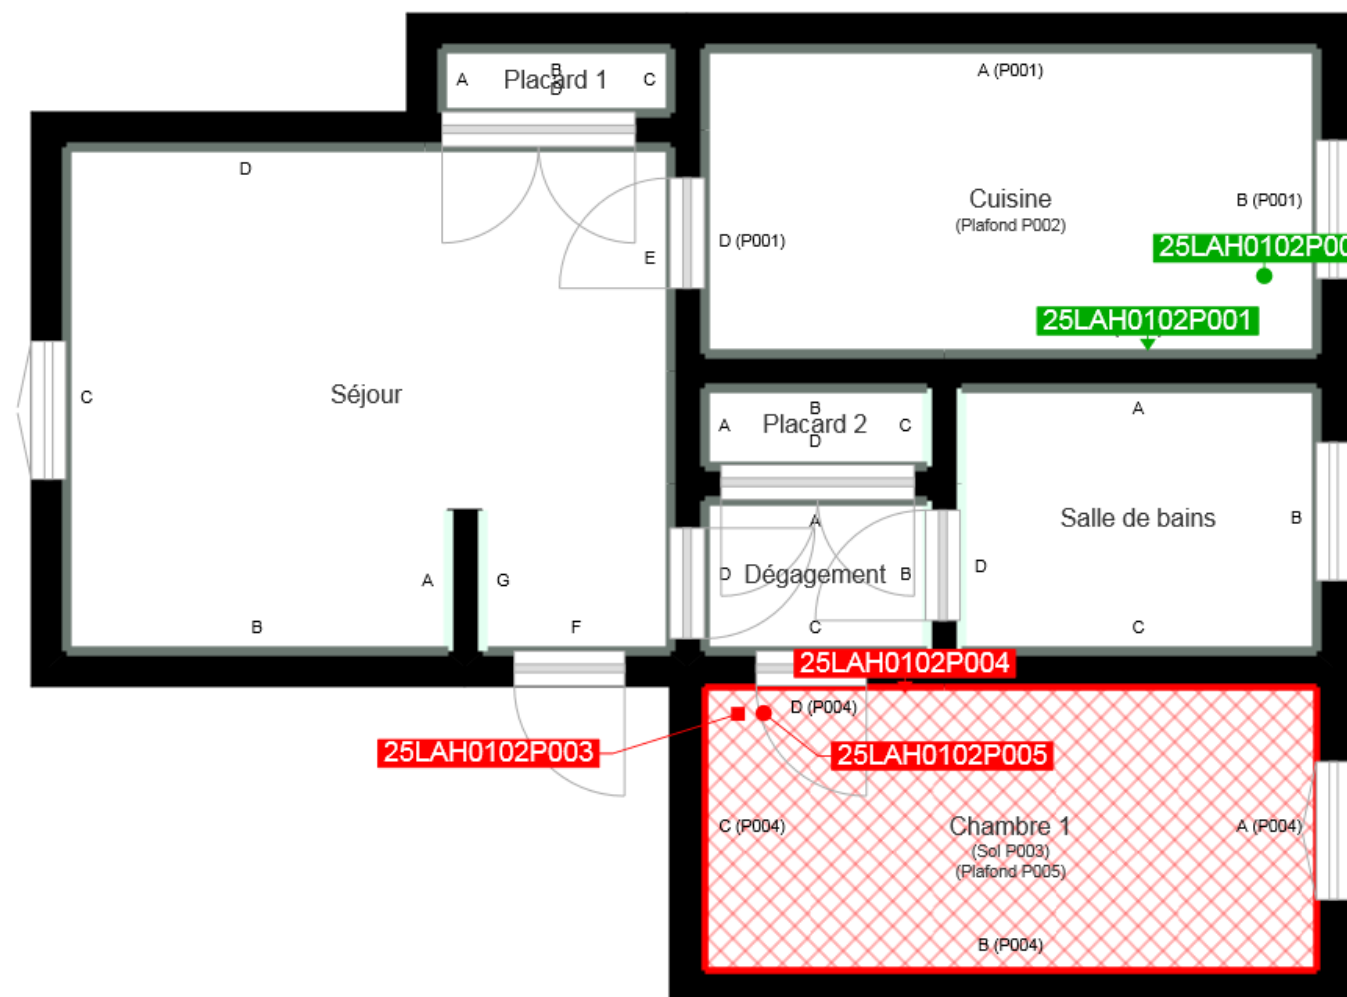 Placard 1
A
B
D
C
A (P001)
D
Cuisine
(Plafond P002)
B (P001)
D (P001)
E
25LAH0102P00
25LAH0102P001
C
Séjour
A
B
Placard 2
D
C
A
A
Salle de bains
B
D
Dégagement
B
D
A
G
B
F
C
C
25LAH0102P004
D (P004)
25LAH0102P003
25LAH0102P005
C (P004)
Chambre 1
(Sol P003)
(Plafond P005)
A (P004)
B (P004)